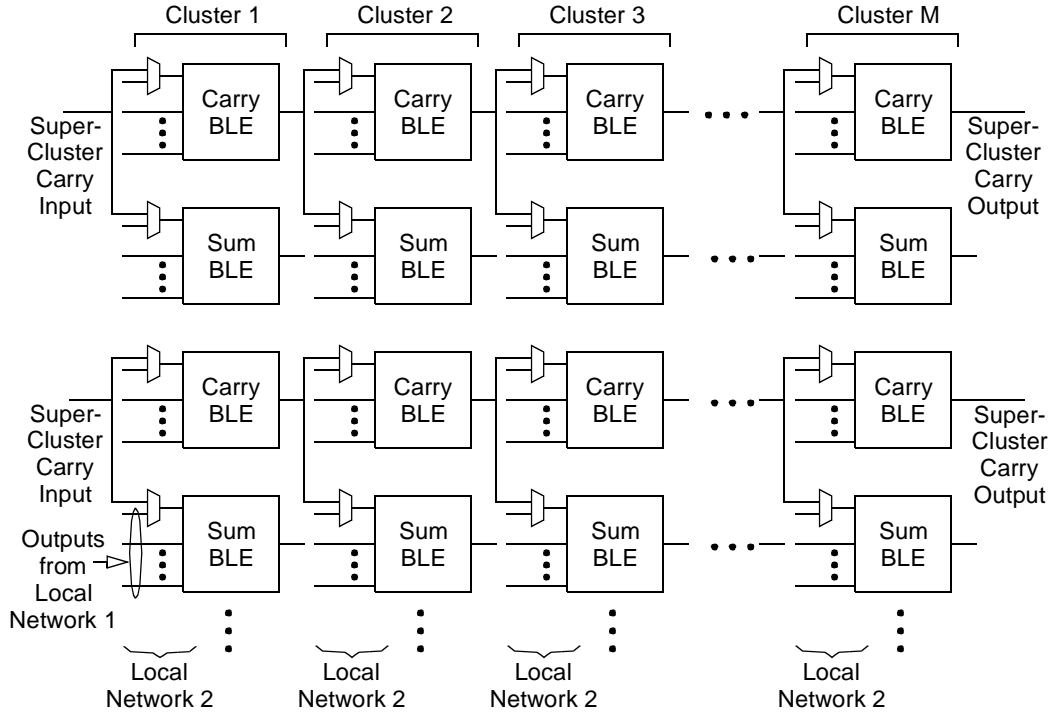 Cluster 1
Cluster 2
Cluster 3
Cluster M
Carry
BLE
Carry
BLE
Carry
BLE
Carry
BLE
Super-
Cluster
Carry
Input
Super-
Cluster
Carry
Output
Sum
BLE
Sum
BLE
Sum
BLE
Sum
BLE
Carry
BLE
Carry
BLE
Carry
BLE
Carry
BLE
Super-
Cluster
Carry
Input
Super-
Cluster
Carry
Output
Sum
BLE
Sum
BLE
Sum
BLE
Sum
BLE
Outputs
from
Local
Network 1
Local
Network 2
Local
Network 2
Local
Network 2
Local
Network 2